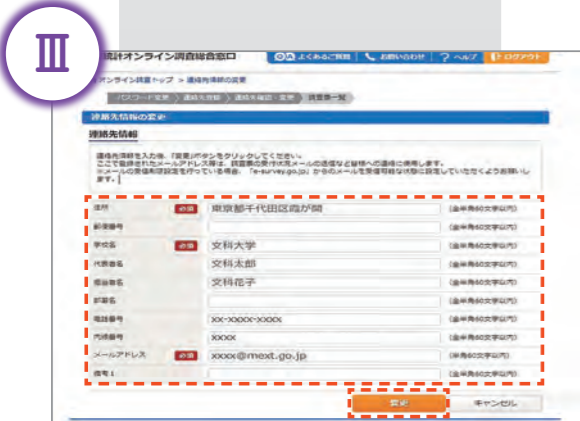 Ⅲ
統計オンライン調査総合窓口 Q&A よくあるご質問 お問い合わせ ? ヘルプ ログアウト
オンライン調査トップ > 連絡先情報の変更
パスワード変更 連絡先情報 連絡先確認・変更 調査票一覧
連絡先情報の変更
連絡先情報
連絡先情報を入力後、「変更」ボタンをクリックしてください。
ここで登録されたメールアドレス等は、調査票の受付状況メールの送信など皆様への連絡に使用します。
※メールの受信制限設定を行っている場合、「e-survey.go.jp」からのメールを受信可能な状態に設定していただくようお願いします。
住所 必須 東京都千代田区霞が関 (全半角60文字以内)
郵便番号 (全半角60文字以内)
学校名 必須 文科大学 (全半角60文字以内)
代表者名 文科太郎 (全半角60文字以内)
担当者名 文科花子 (全半角60文字以内)
部署名 (全半角60文字以内)
電話番号 xx-xxxx-xxxx (全半角60文字以内)
内線番号 xxxx (全半角60文字以内)
メールアドレス 必須 xxxx@mext.go.jp (半角60文字以内)
備考1 (全半角60文字以内)
変更 キャンセル